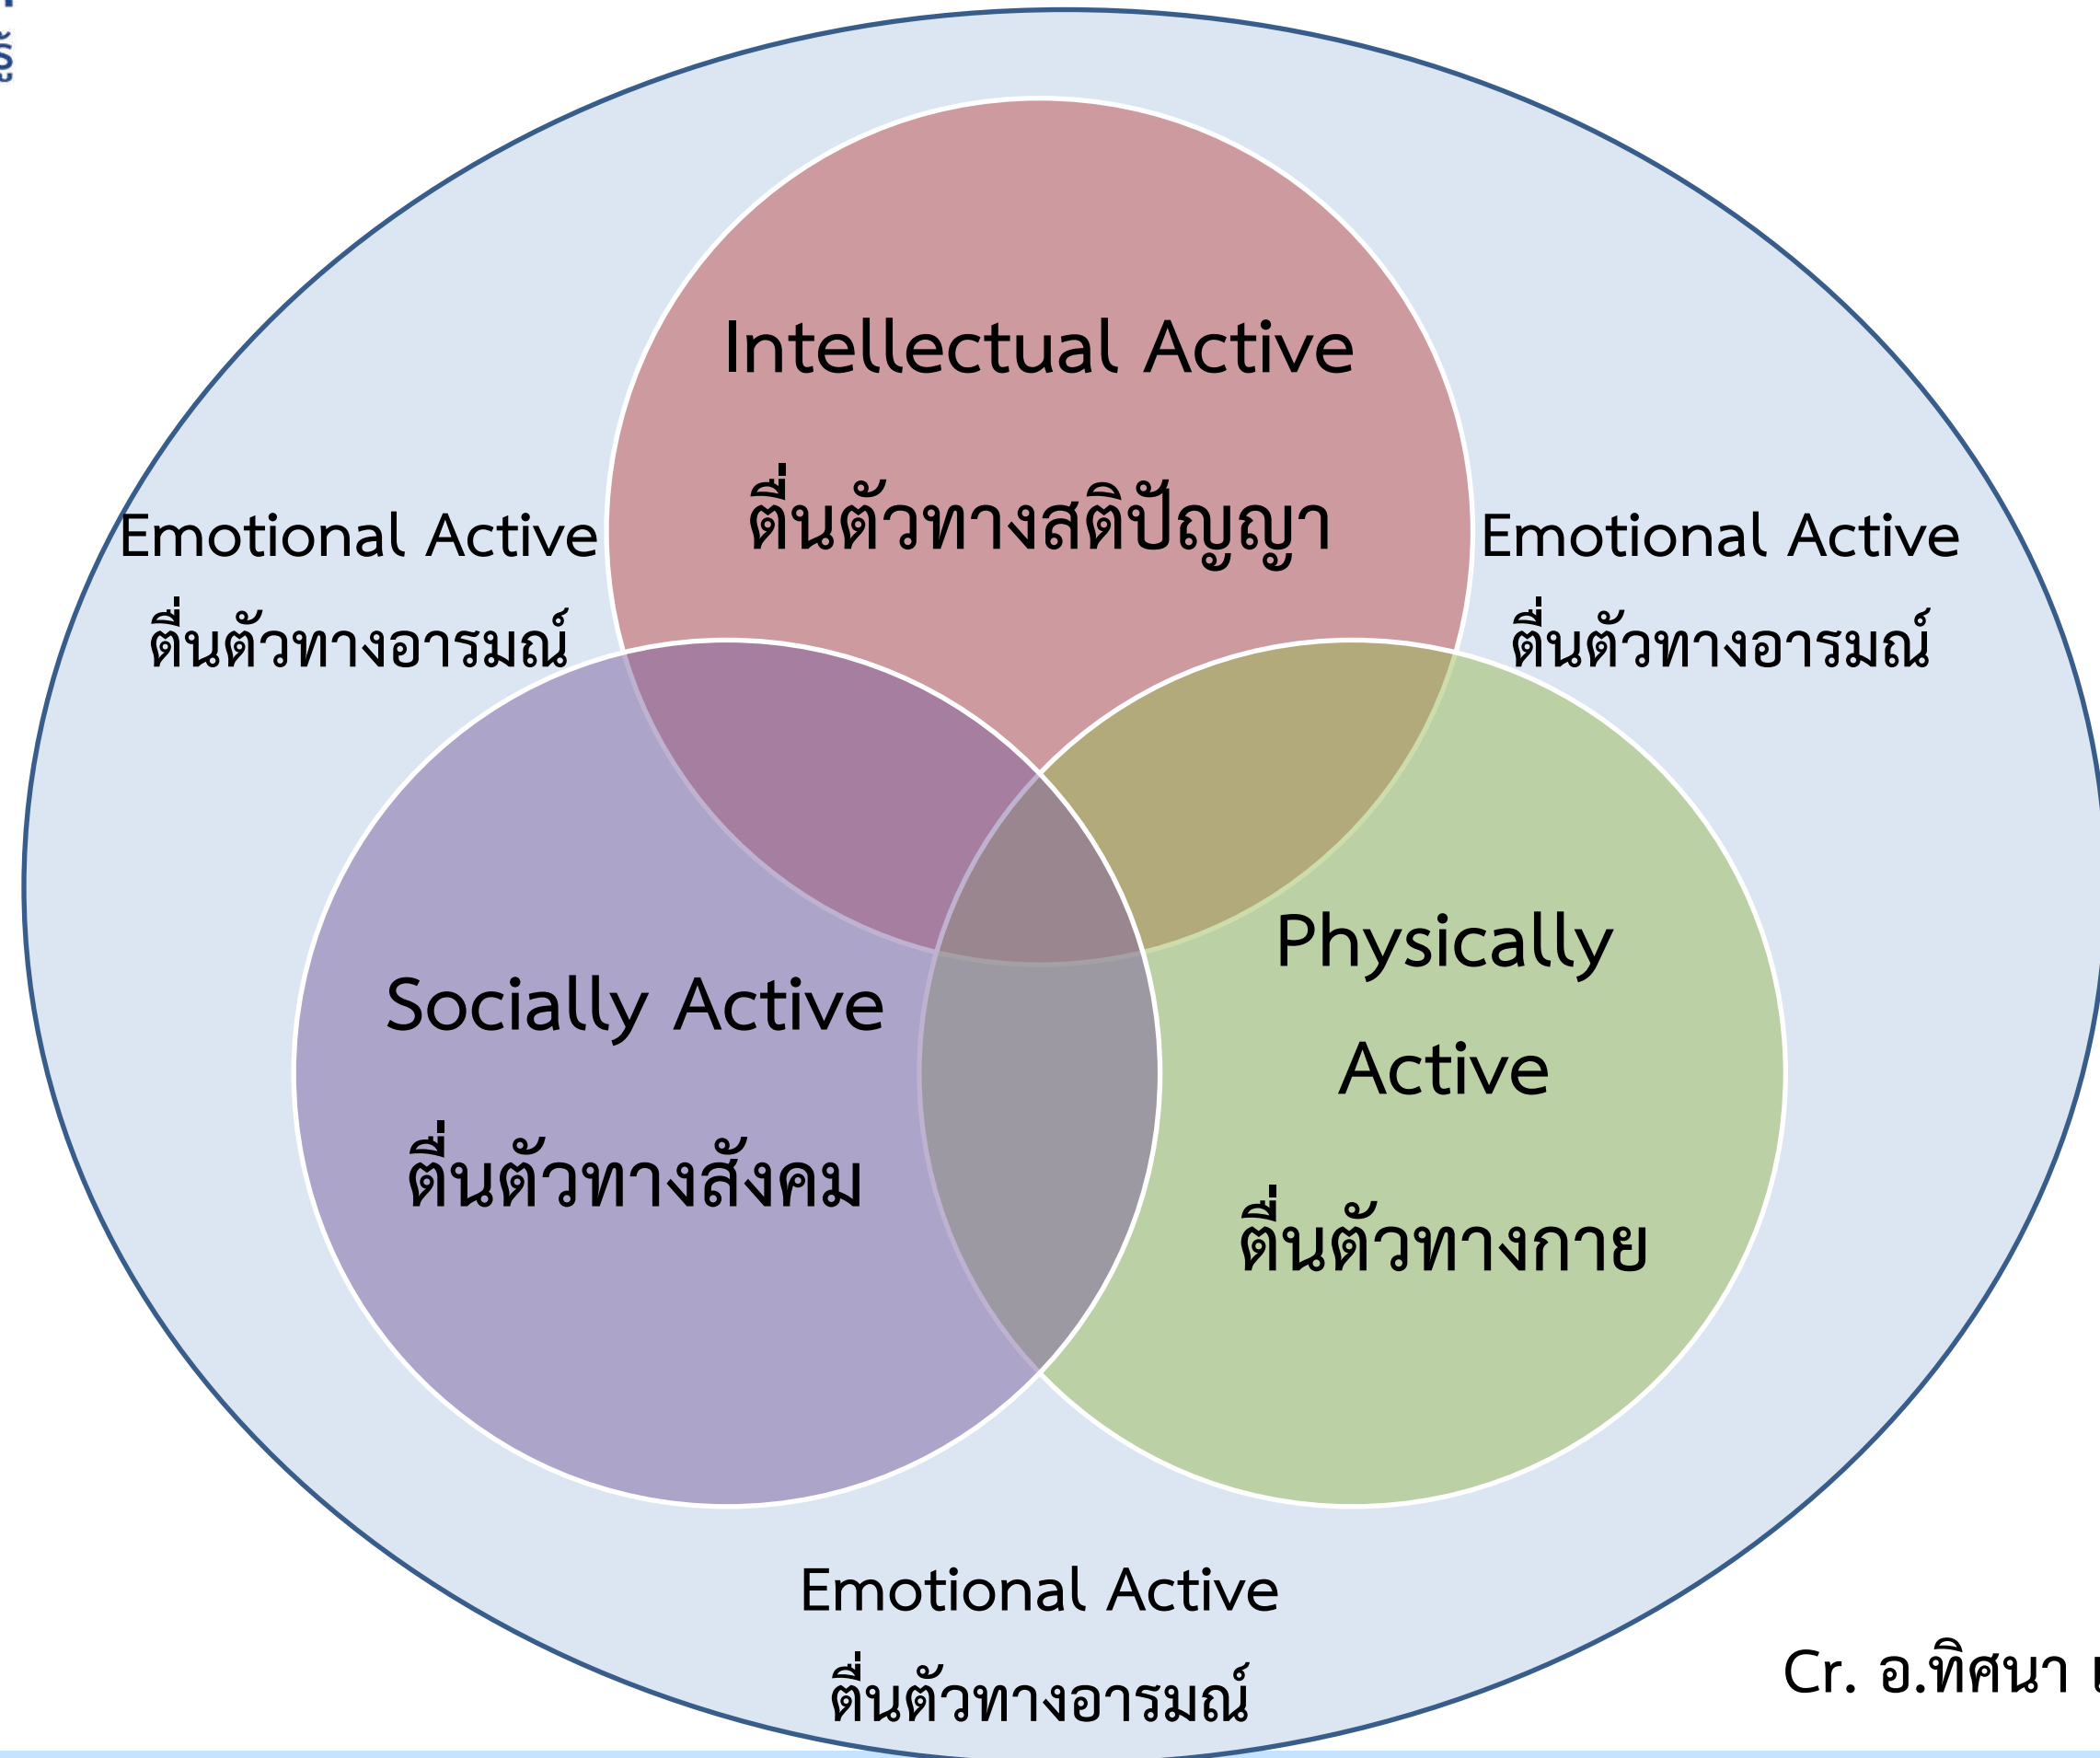 Intellectual Active
ตื่นตัวทางสติปัญญา
Emotional Active
ตื่นตัวทางอารมณ์
Emotional Active
ตื่นตัวทางอารมณ์
Socially Active
ตื่นตัวทางสังคม
Physically
Active
ตื่นตัวทางกาย
Emotional Active
ตื่นตัวทางอารมณ์
Cr. อ.ทิศนา